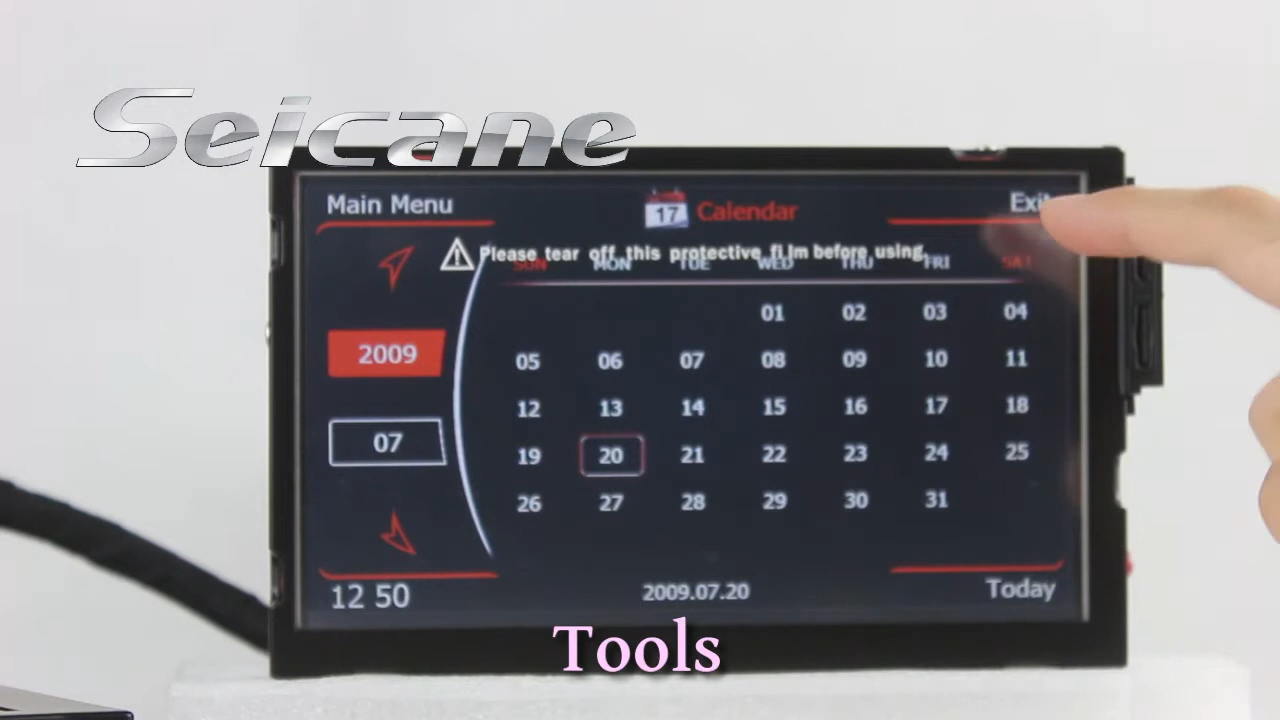 Seicane
Main Menu
17
Calendar
Exit
Please tear off this protective film before using.
SUN MON TUE WED THU FRI SAT
2009
07
01 02 03 04
05 06 07 08 09 10 11
12 13 14 15 16 17 18
19 20 21 22 23 24 25
26 27 28 29 30 31
12 50
2009.07.20
Today
Tools